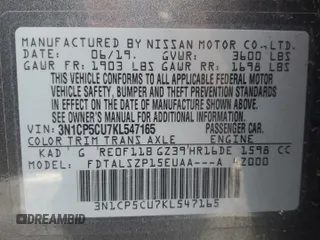 MANUFACTURED BY NISSAN MOTOR CO.,LTD.
DATE: 06/19. GVWR: 3600 LBS
GAWR FR: 1903 LBS GAWR RR: 1698 LBS
THIS VEHICLE CONFORMS TO ALL APPLICABLE FEDERAL MOTOR
VEHICLE SAFETY, BUMPER AND THEFT PREVENTION STANDARDS
IN EFFECT ON THE DATE OF MANUFACTURE SHOWN ABOVE.
SEE OWNER'S MANUAL FOR ADDITIONAL INFORMATION.
VIN: 3N1CP5CU7KL547165 PASSENGER CAR.
COLOR TRIM TRANS AXLE ENGINE
KAD G RE0F11B GZ39 HR16DE 1598 CC
FDTALSZP15EUAA---A
3N1CP5CU7KL547165
CAR AND BIDS